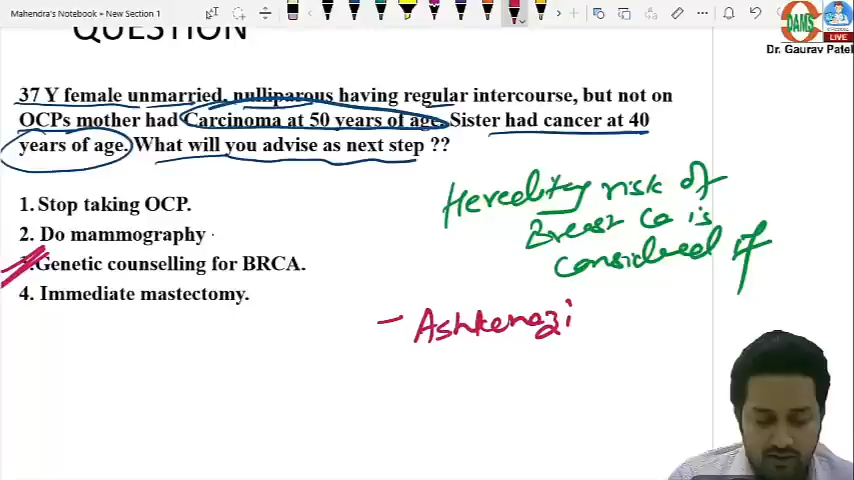 Mahendra's Notebook » New Section 1
QUESTION
DAMS
LIVE
Dr. Gaurav Patel
37 Y female unmarried, nulliparous having regular intercourse, but not on
OCPs mother had Carcinoma at 50 years of age. Sister had cancer at 40
years of age. What will you advise as next step ??
1. Stop taking OCP.
2. Do mammography
3.Genetic counselling for BRCA.
4. Immediate mastectomy.
Hereditry risk of
Breast Ca is
considered if
- Ashkenazi